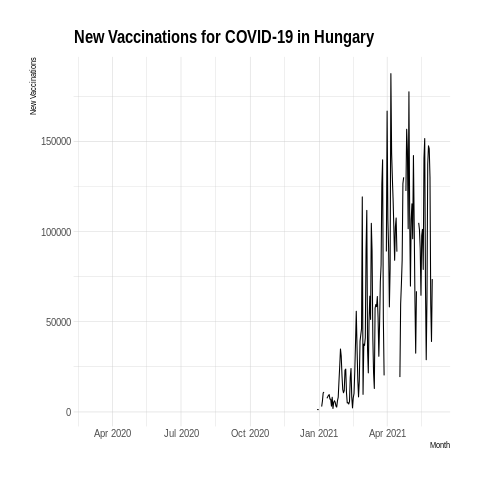 New Vaccinations for COVID-19 in Hungary
New Vaccinations
150000
100000
50000
0
Apr 2020 Jul 2020 Oct 2020 Jan 2021 Apr 2021
Month